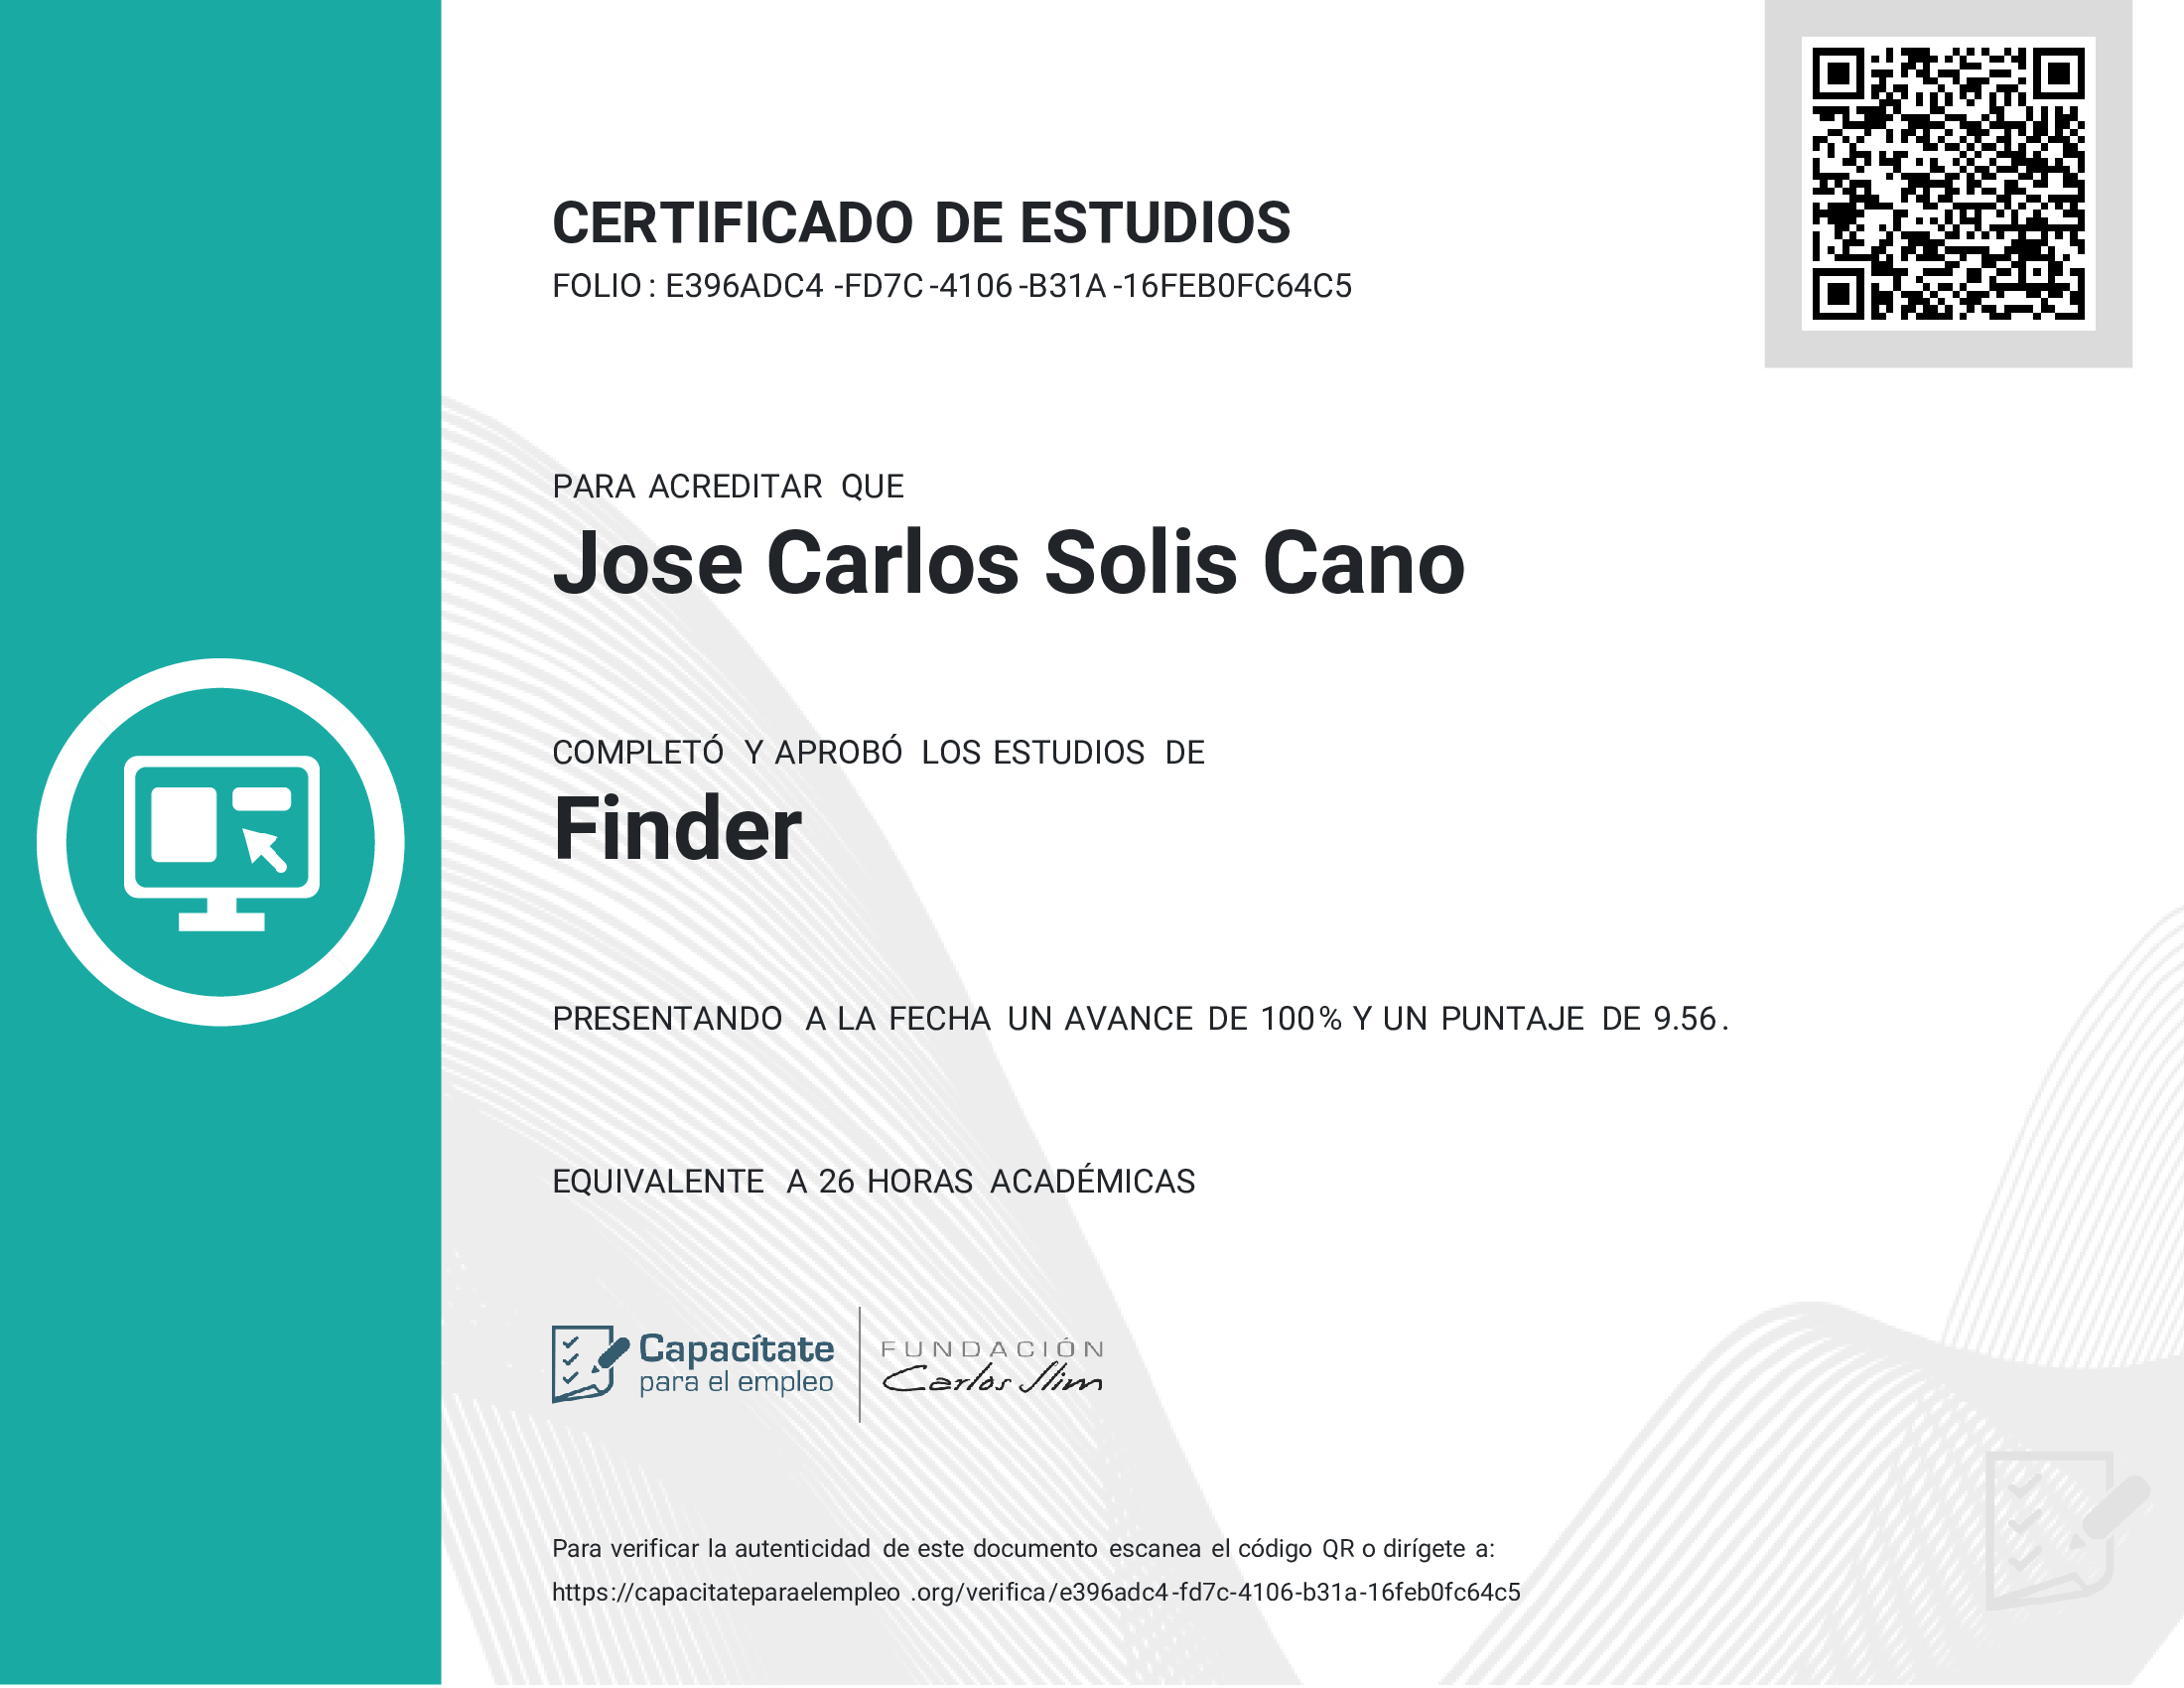 CERTIFICADO DE ESTUDIOS
FOLIO: E396ADC4-FD7C-4106-B31A-16FEB0FC64C5
PARA ACREDITAR QUE
Jose Carlos Solis Cano
COMPLETÓ Y APROBÓ LOS ESTUDIOS DE
Finder
PRESENTANDO A LA FECHA UN AVANCE DE 100% Y UN PUNTAJE DE 9.56.
EQUIVALENTE A 26 HORAS ACADÉMICAS
Capacítate
para el empleo
FUNDACIÓN
Carlos Slim
Para verificar la autenticidad de este documento escanea el código QR o dirígete a:
https://capacitateparaelempleo.org/verifica/e396adc4-fd7c-4106-b31a-16feb0fc64c5